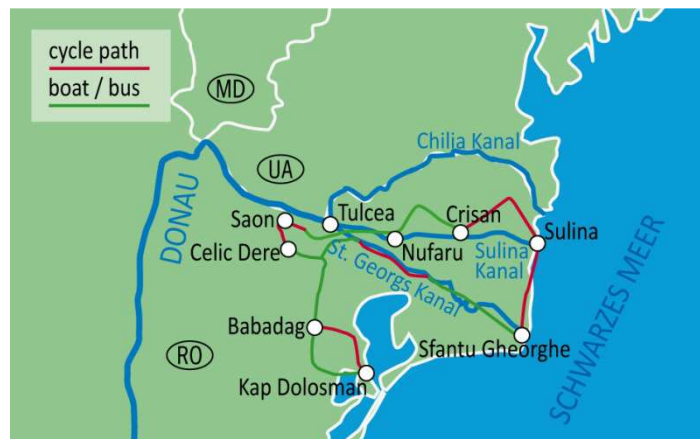 cycle path
boat / bus
MD
Chilia Kanal
UA
DONAU
Saon
Tulcea
Crisan
Sulina
Celic Dere
Nufaru
Sulina
Kanal
St. Georgs Kanal
Babadag
Sfantu Gheorghe
RO
Kap Dolosman
SCHWARZES MEER